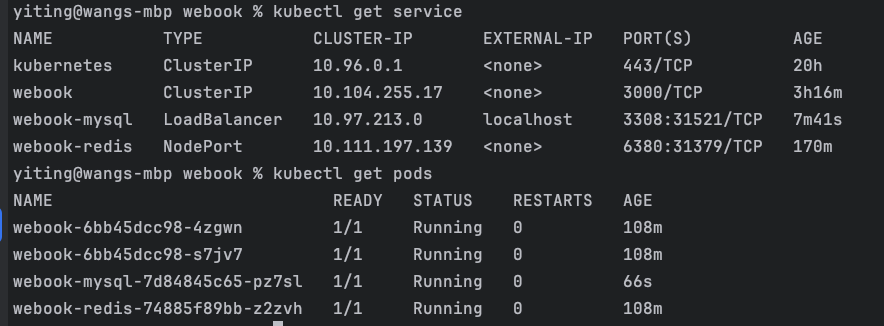 yiting@wangs-mbp webook % kubectl get service
NAME TYPE CLUSTER-IP EXTERNAL-IP PORT(S) AGE
kubernetes ClusterIP 10.96.0.1 <none> 443/TCP 20h
webook ClusterIP 10.104.255.17 <none> 3000/TCP 3h16m
webook-mysql LoadBalancer 10.97.213.0 localhost 3308:31521/TCP 7m41s
webook-redis NodePort 10.111.197.139 <none> 6380:31379/TCP 170m
yiting@wangs-mbp webook % kubectl get pods
NAME READY STATUS RESTARTS AGE
webook-6bb45dcc98-4zgwn 1/1 Running 0 108m
webook-6bb45dcc98-s7jv7 1/1 Running 0 108m
webook-mysql-7d84845c65-pz7sl 1/1 Running 0 66s
webook-redis-74885f89bb-z2zvh 1/1 Running 0 108m